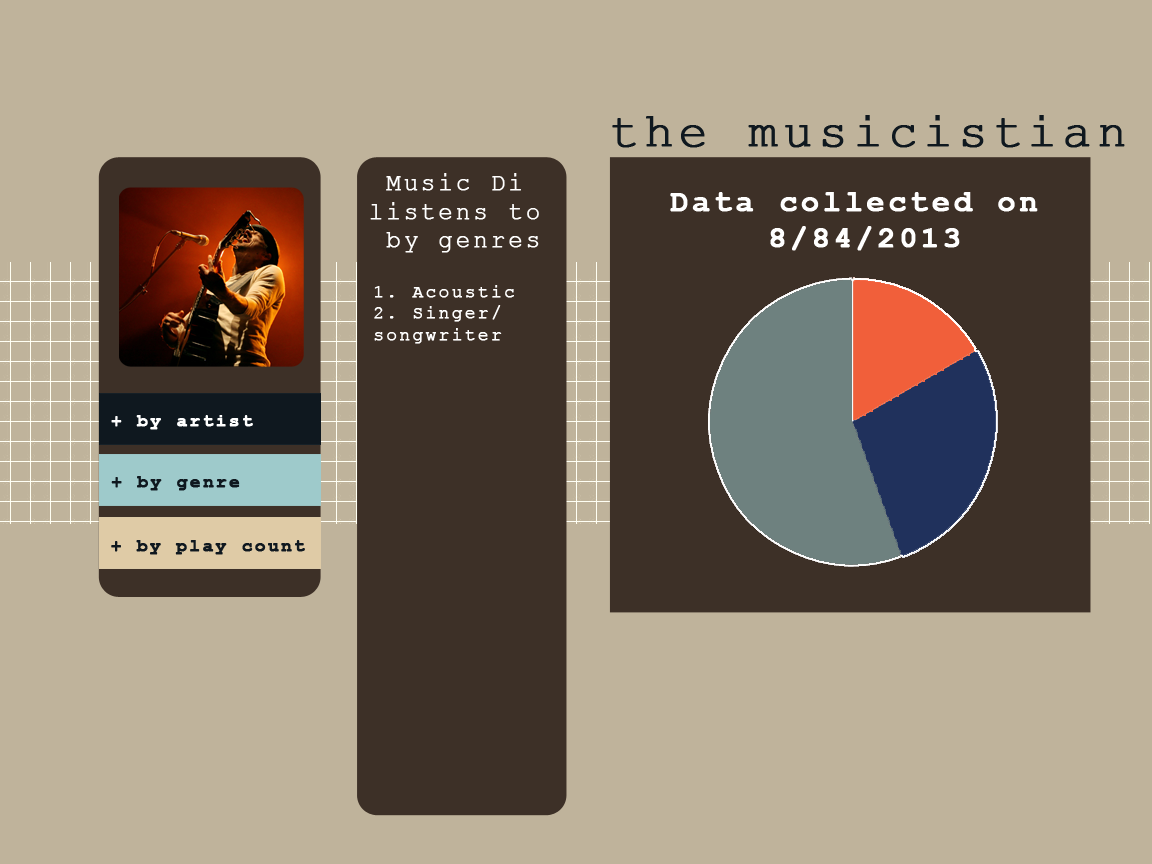 the musicistian
+ by artist
+ by genre
+ by play count
Music Di
listens to
by genres
1. Acoustic
2. Singer/
songwriter
Data collected on
8/84/2013